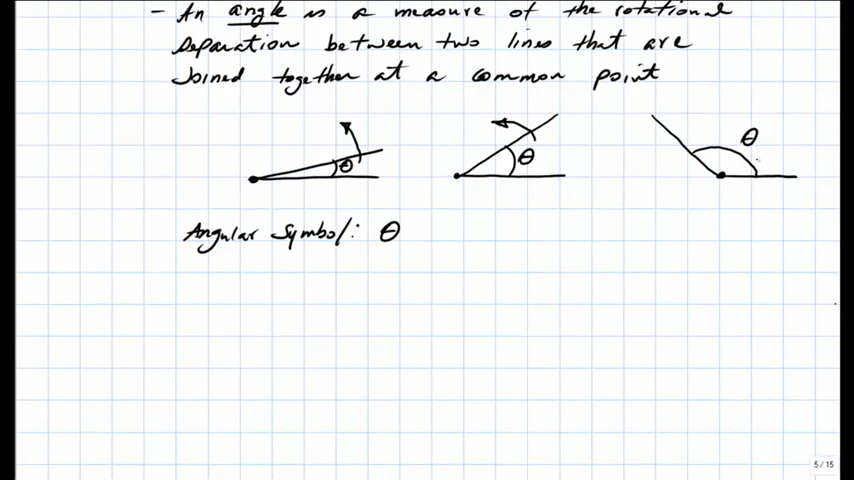 - An angle is a measure of the rotational
separation between two lines that are
Joined together at a common point
θ θ θ
Angular Symbol: θ
5 / 15